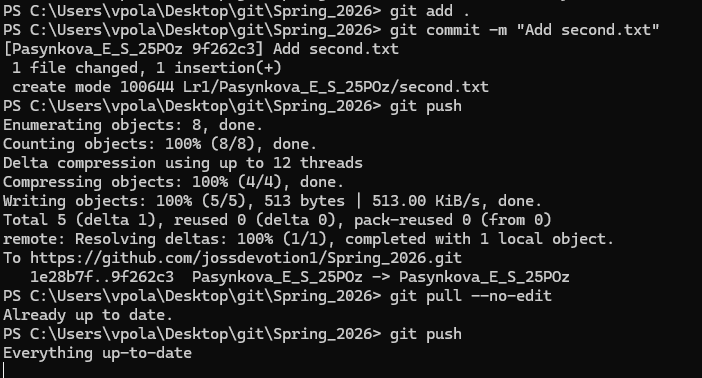 PS C:\Users\vpola\Desktop\git\Spring_2026> git add .
PS C:\Users\vpola\Desktop\git\Spring_2026> git commit -m "Add second.txt"
[Pasynkova_E_S_25POz 9f262c3] Add second.txt
 1 file changed, 1 insertion(+)
 create mode 100644 Lr1/Pasynkova_E_S_25POz/second.txt
PS C:\Users\vpola\Desktop\git\Spring_2026> git push
Enumerating objects: 8, done.
Counting objects: 100% (8/8), done.
Delta compression using up to 12 threads
Compressing objects: 100% (4/4), done.
Writing objects: 100% (5/5), 513 bytes | 513.00 KiB/s, done.
Total 5 (delta 1), reused 0 (delta 0), pack-reused 0 (from 0)
remote: Resolving deltas: 100% (1/1), completed with 1 local object.
To https://github.com/jossdevotion1/Spring_2026.git
   1e28b7f..9f262c3  Pasynkova_E_S_25POz -> Pasynkova_E_S_25POz
PS C:\Users\vpola\Desktop\git\Spring_2026> git pull --no-edit
Already up to date.
PS C:\Users\vpola\Desktop\git\Spring_2026> git push
Everything up-to-date